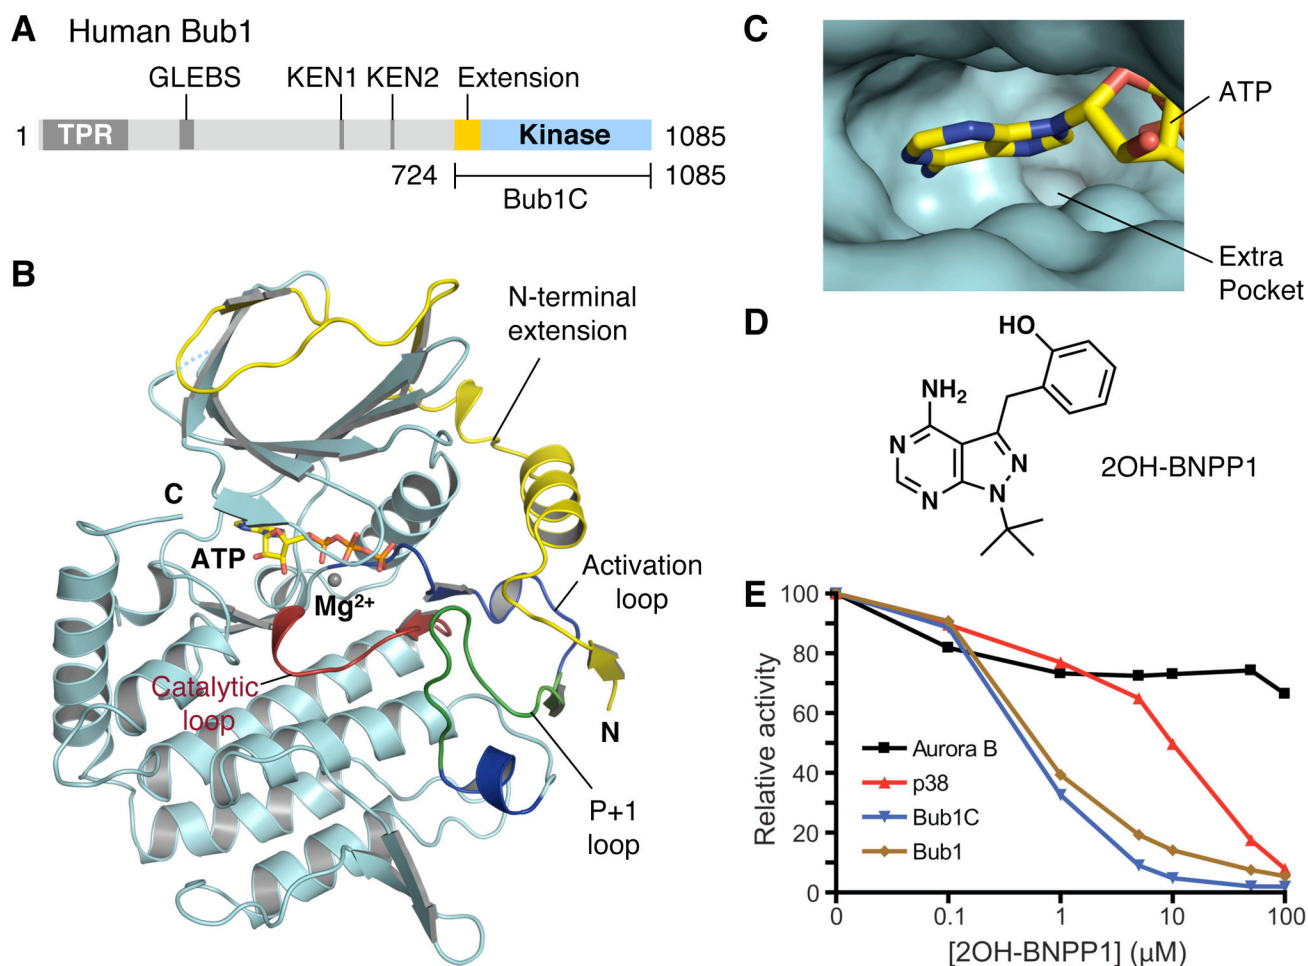 A
Human Bub1
GLEBS KEN1 KEN2 Extension
1 TPR Kinase 1085
724 1085
Bub1C
B
N-terminal
extension
C
ATP
Mg2+
Activation
loop
Catalytic
loop
N
P+1
loop
C
ATP
Extra
Pocket
D
HO
NH2
N
N
N
N
2OH-BNPP1
E
100
80
60
40
20
0
Relative activity
Aurora B
p38
Bub1C
Bub1
0 0.1 1 10 100
[2OH-BNPP1] (µM)